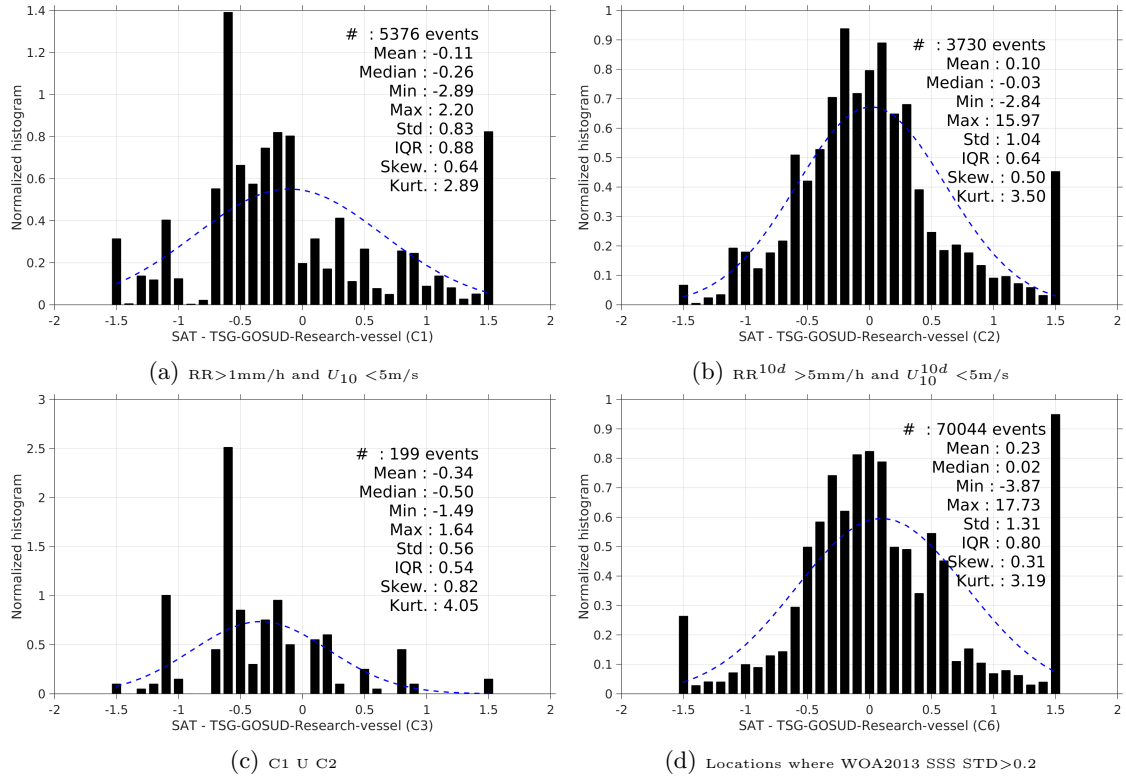 1.4
1.2
1
0.8
0.6
0.4
0.2
0
Normalized histogram
# : 5376 events
Mean : -0.11
Median : -0.26
Min : -2.89
Max : 2.20
Std : 0.83
IQR : 0.88
Skew. : 0.64
Kurt. : 2.89
-2 -1.5 -1 -0.5 0 0.5 1 1.5 2
SAT - TSG-GOSUD-Research-vessel (C1)
(a) RR>1mm/h and U10 <5m/s
1
0.9
0.8
0.7
0.6
0.5
0.4
0.3
0.2
0.1
0
Normalized histogram
# : 3730 events
Mean : 0.10
Median : -0.03
Min : -2.84
Max : 15.97
Std : 1.04
IQR : 0.64
Skew. : 0.50
Kurt. : 3.50
-2 -1.5 -1 -0.5 0 0.5 1 1.5 2
SAT - TSG-GOSUD-Research-vessel (C2)
(b) RR10d >5mm/h and U10d10 <5m/s
3
2.5
2
1.5
1
0.5
0
Normalized histogram
# : 199 events
Mean : -0.34
Median : -0.50
Min : -1.49
Max : 1.64
Std : 0.56
IQR : 0.54
Skew. : 0.82
Kurt. : 4.05
-2 -1.5 -1 -0.5 0 0.5 1 1.5 2
SAT - TSG-GOSUD-Research-vessel (C3)
(c) C1 U C2
1
0.9
0.8
0.7
0.6
0.5
0.4
0.3
0.2
0.1
0
Normalized histogram
# : 70044 events
Mean : 0.23
Median : 0.02
Min : -3.87
Max : 17.73
Std : 1.31
IQR : 0.80
Skew. : 0.31
Kurt. : 3.19
-2 -1.5 -1 -0.5 0 0.5 1 1.5 2
SAT - TSG-GOSUD-Research-vessel (C6)
(d) Locations where WOA2013 SSS STD>0.2